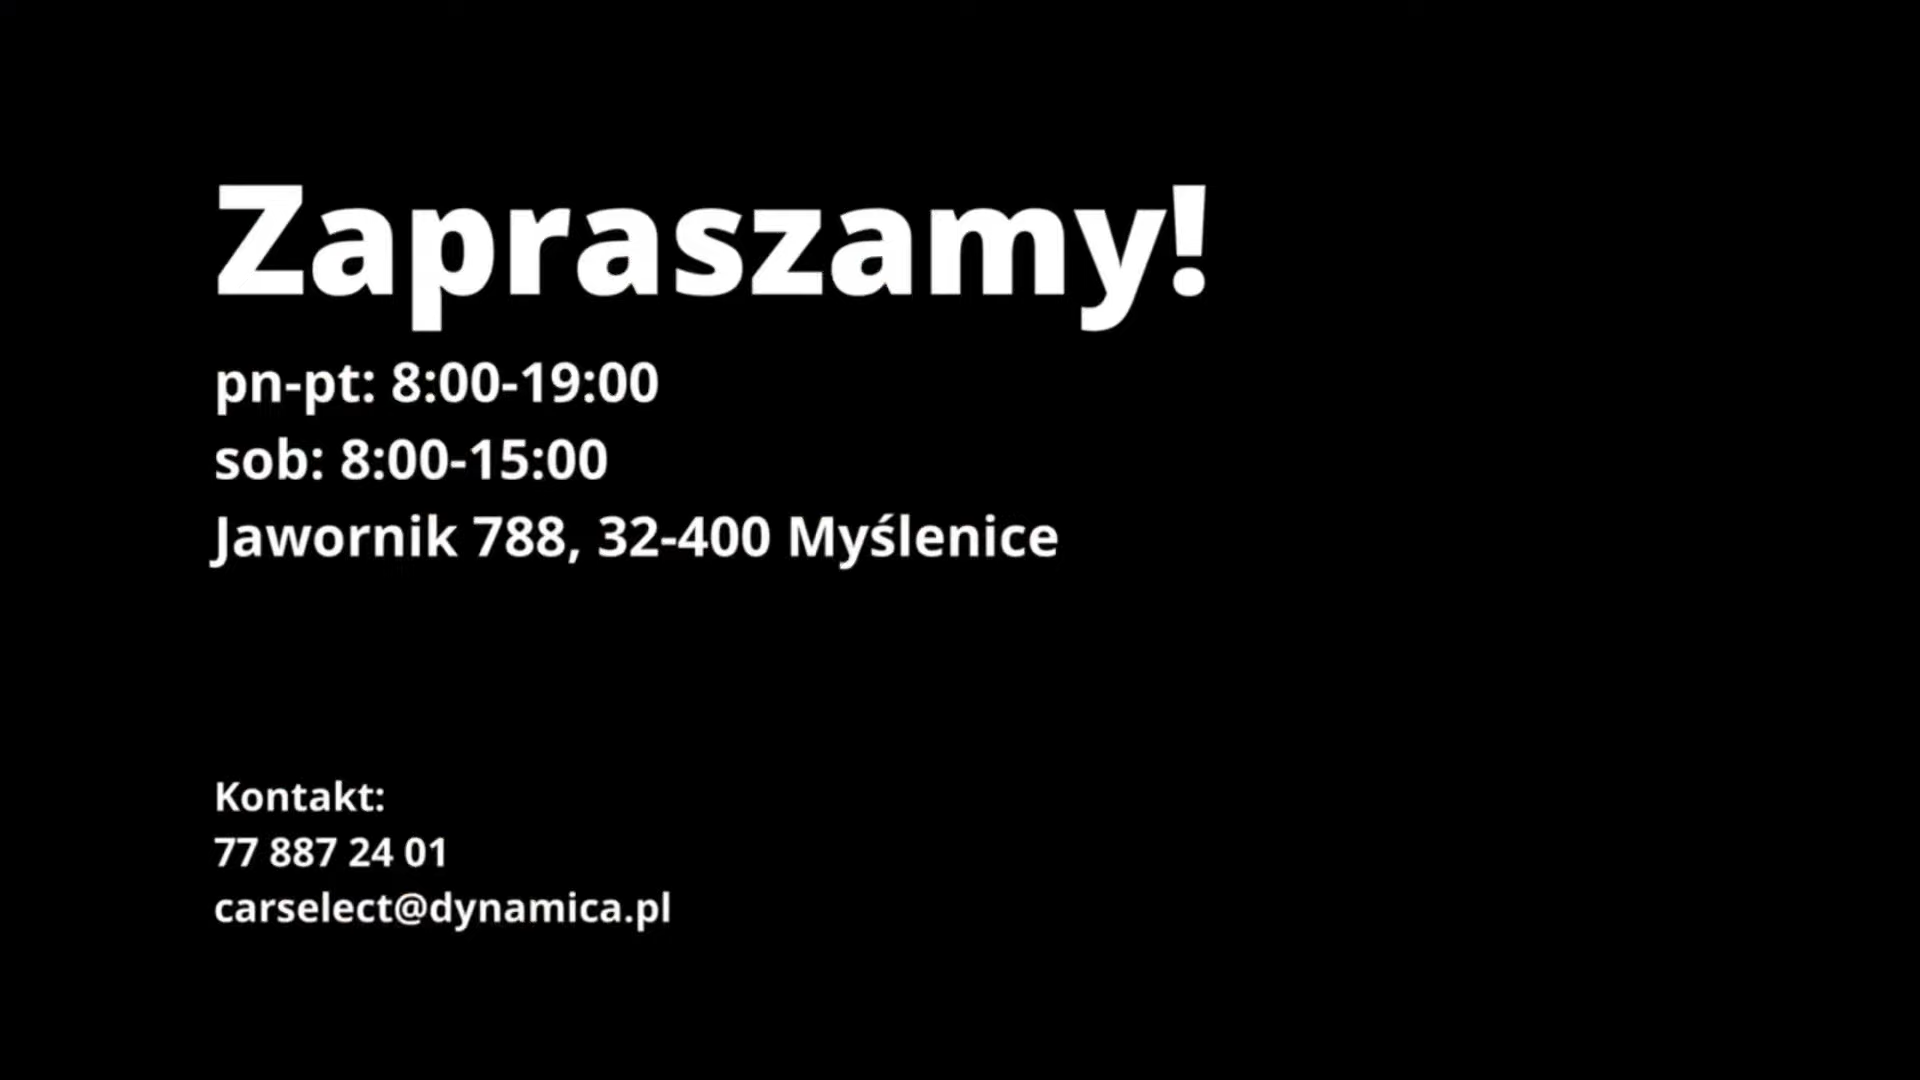 Zapraszamy!
pn-pt: 8:00-19:00
sob: 8:00-15:00
Jawornik 788, 32-400 Myślenice
Kontakt:
77 887 24 01
carselect@dynamica.pl